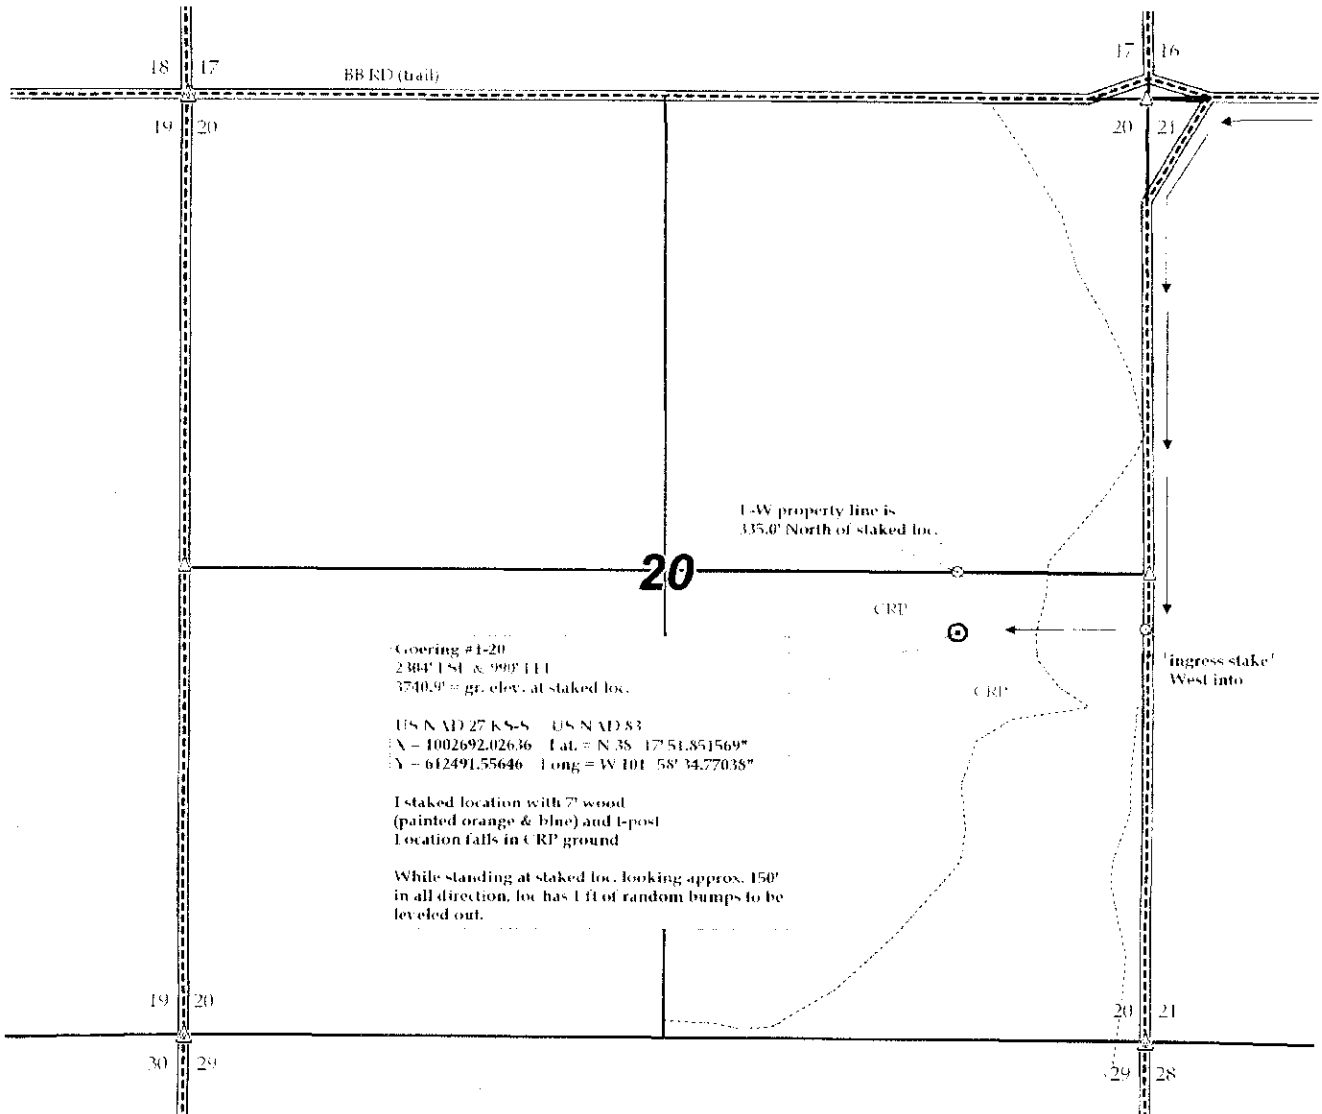 17 16
18 17
BB RD (trail)
19 20
20 21
E-W property line is
335.0' North of staked loc.
20
CRP
'ingress stake'
West into
CRP
Goering #1-20
2304' FSL & 990' FEL
3740.9' = gr. elev. at staked loc.
US NAD 27 KS-S US NAD 83
X = 1002692.02636 Lat. = N 38 17' 51.851569"
Y = 612491.55646 Long = W 101 58' 34.77038"
I staked location with 7' wood
(painted orange & blue) and t-post
Location falls in CRP ground
While standing at staked loc. looking approx. 150'
in all direction, loc has 1 ft of random bumps to be
leveled out.
19 20
20 21
30 29
29 28